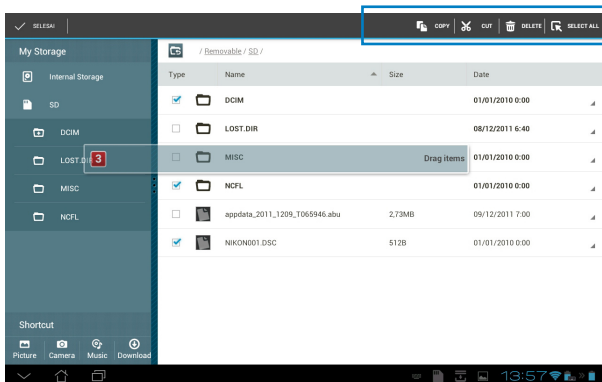 SELESAI COPY CUT DELETE SELECT ALL
My Storage
/ Removable / SD /
Internal Storage
Type Name Size Date
SD
DCIM 01/01/2010 0:00
DCIM
LOST.DIR 08/12/2011 6:40
LOST.DI 3 MISC Drag items 01/01/2010 0:00
MISC
NCFL 01/01/2010 0:00
NCFL
appdata_2011_1209_T065946.abu 2,73MB 09/12/2011 7:00
NIKON001.DSC 512B 01/01/2010 0:00
Shortcut
Picture Camera Music Download
13:57